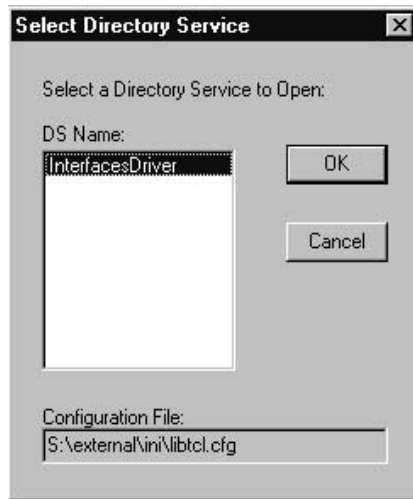 Select Directory Service
Select a Directory Service to Open:
DS Name:
InterfacesDriver
OK
Cancel
Configuration File:
S:\external\ini\libtcl.cfg